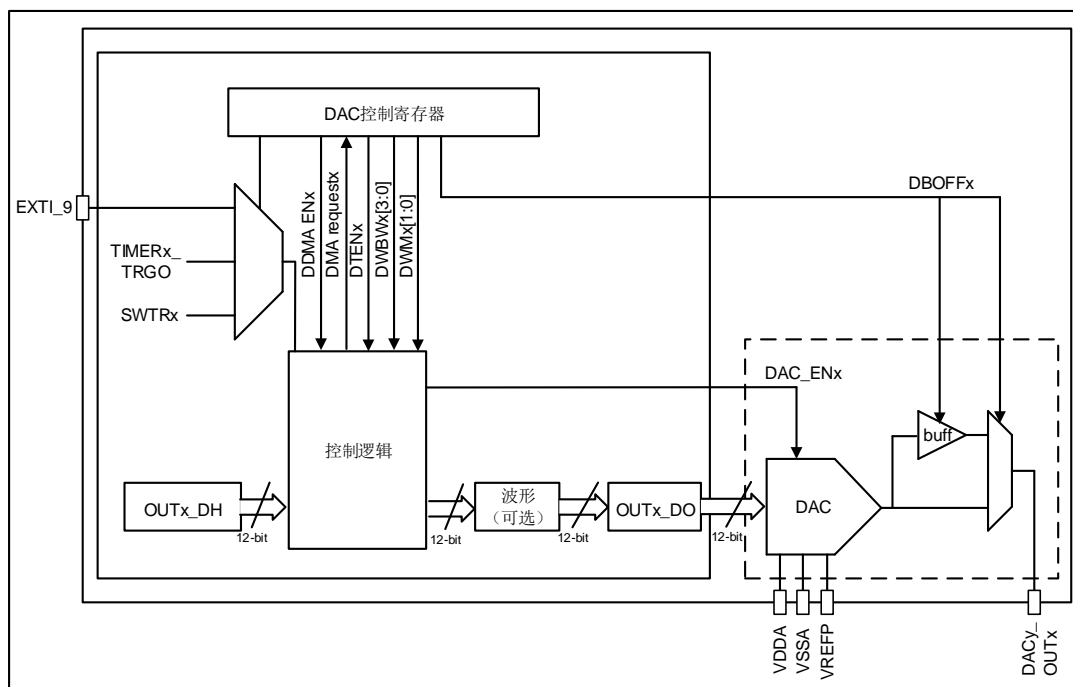 DAC控制寄存器
EXTI_9
TIMERx_
TRGO
SWTRx
DDMA ENx
DMA requestx
DTENx
DWBWx[3:0]
DWMx[1:0]
DBOFFx
DAC_ENx
控制逻辑
buff
OUTx_DH
12-bit
12-bit
波形
（可选）
12-bit
OUTx_DO
12-bit
DAC
VDDA
VSSA
VREFP
DACy_
OUTx